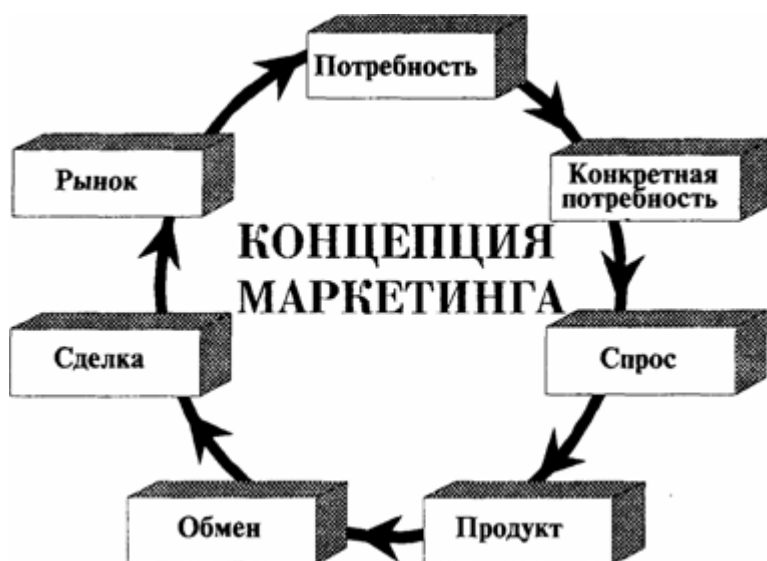 Потребность
Конкретная
потребность
Спрос
Продукт
Обмен
Сделка
Рынок
КОНЦЕПЦИЯ
МАРКЕТИНГА